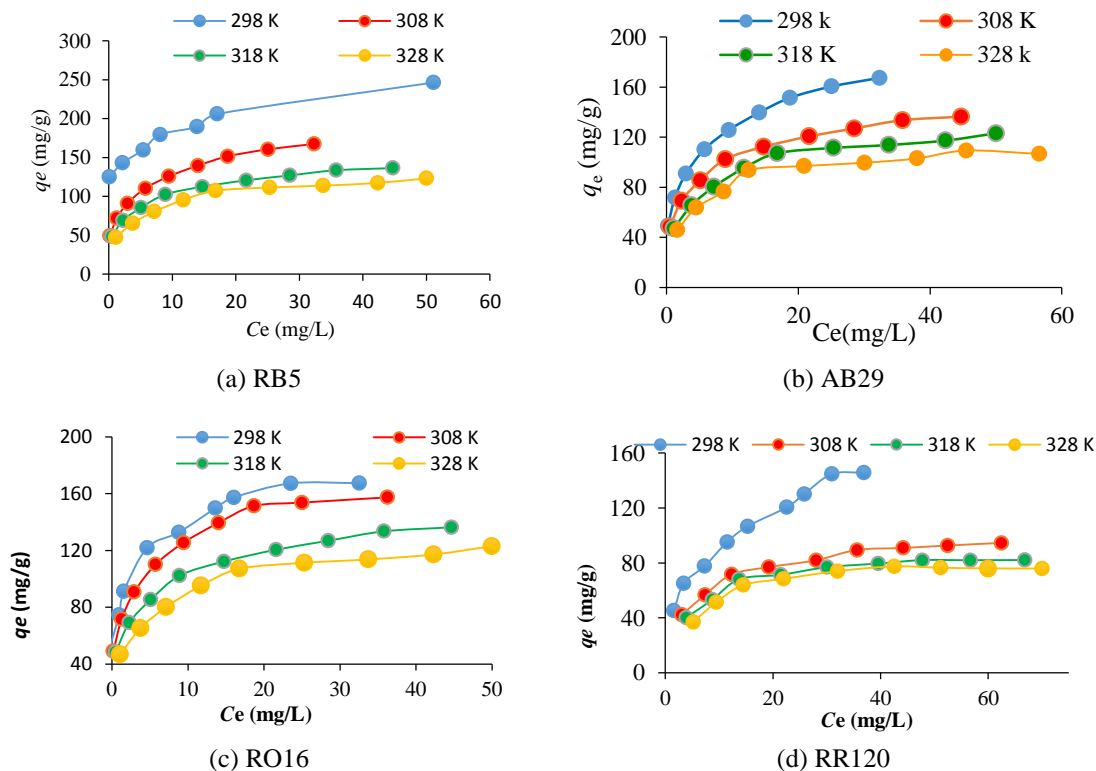 298 K 308 K
318 K 328 K
300
250
200
150
100
50
0
qe (mg/g)
0 10 20 30 40 50 60
Ce (mg/L)
(a) RB5
298 k 308 K
318 K 328 k
200
160
120
80
40
0
qe (mg/g)
0 20 40 60
Ce(mg/L)
(b) AB29
298 K 308 K
318 K 328 K
200
160
120
80
40
qe (mg/g)
0 10 20 30 40 50
Ce (mg/L)
(c) RO16
298 K 308 K 318 K 328 K
160
120
80
40
0
qe (mg/g)
0 20 40 60
Ce (mg/L)
(d) RR120